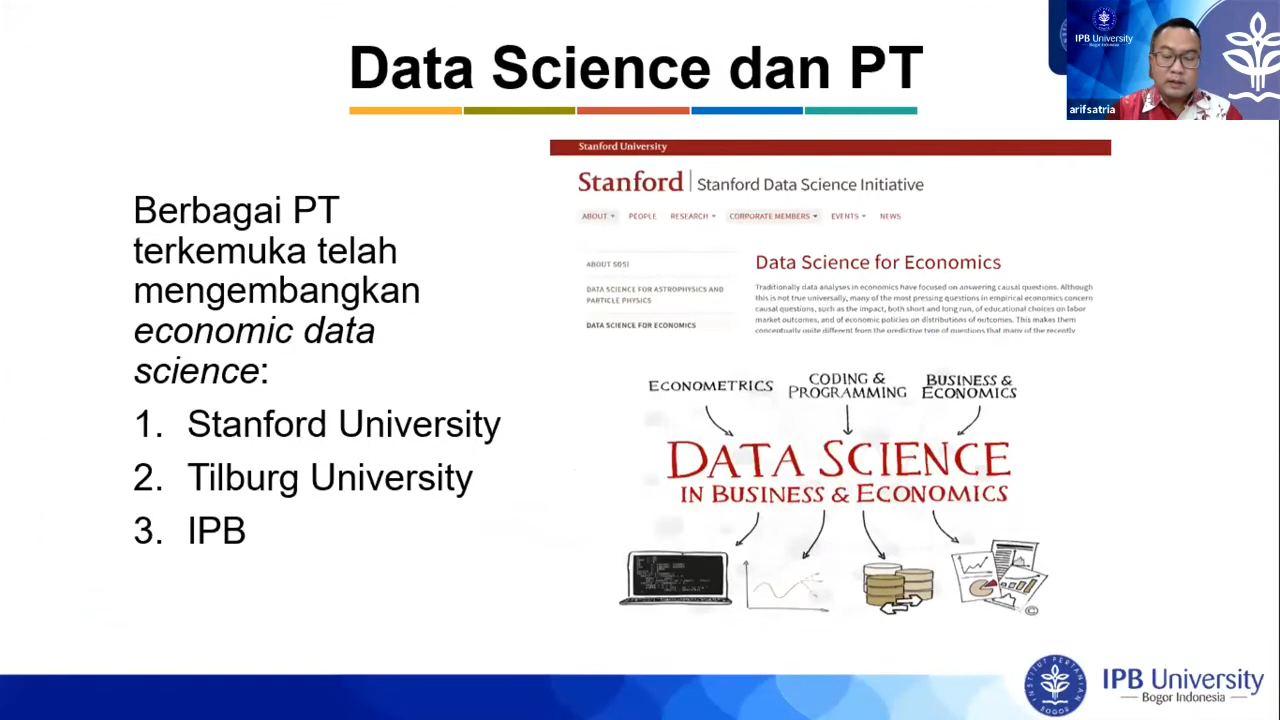 Data Science dan PT
IPB University
Bogor Indonesia
arifsatria
Berbagai PT
terkemuka telah
mengembangkan
economic data
science:
1. Stanford University
2. Tilburg University
3. IPB
Stanford University
Stanford | Stanford Data Science Initiative
ABOUT PEOPLE RESEARCH CORPORATE MEMBERS EVENTS NEWS
ABOUT SDSI
DATA SCIENCE FOR ASTROPHYSICS AND
PARTICLE PHYSICS
DATA SCIENCE FOR ECONOMICS
Data Science for Economics
Traditionally data analyses in economics have focused on answering causal questions. Although
this is not true universally, many of the most pressing questions in empirical economics concern
causal questions, such as the impact, both short and long run, of educational choices on labor
market outcomes, and of economic policies on distributions of outcomes. This makes them
conceptually quite different from the predictive type of questions that many of the recently
ECONOMETRICS
CODING &
PROGRAMMING
BUSINESS &
ECONOMICS
DATA SCIENCE
IN BUSINESS & ECONOMICS
©
INSTITUT PERTANIAN
BOGOR
IPB University
Bogor Indonesia